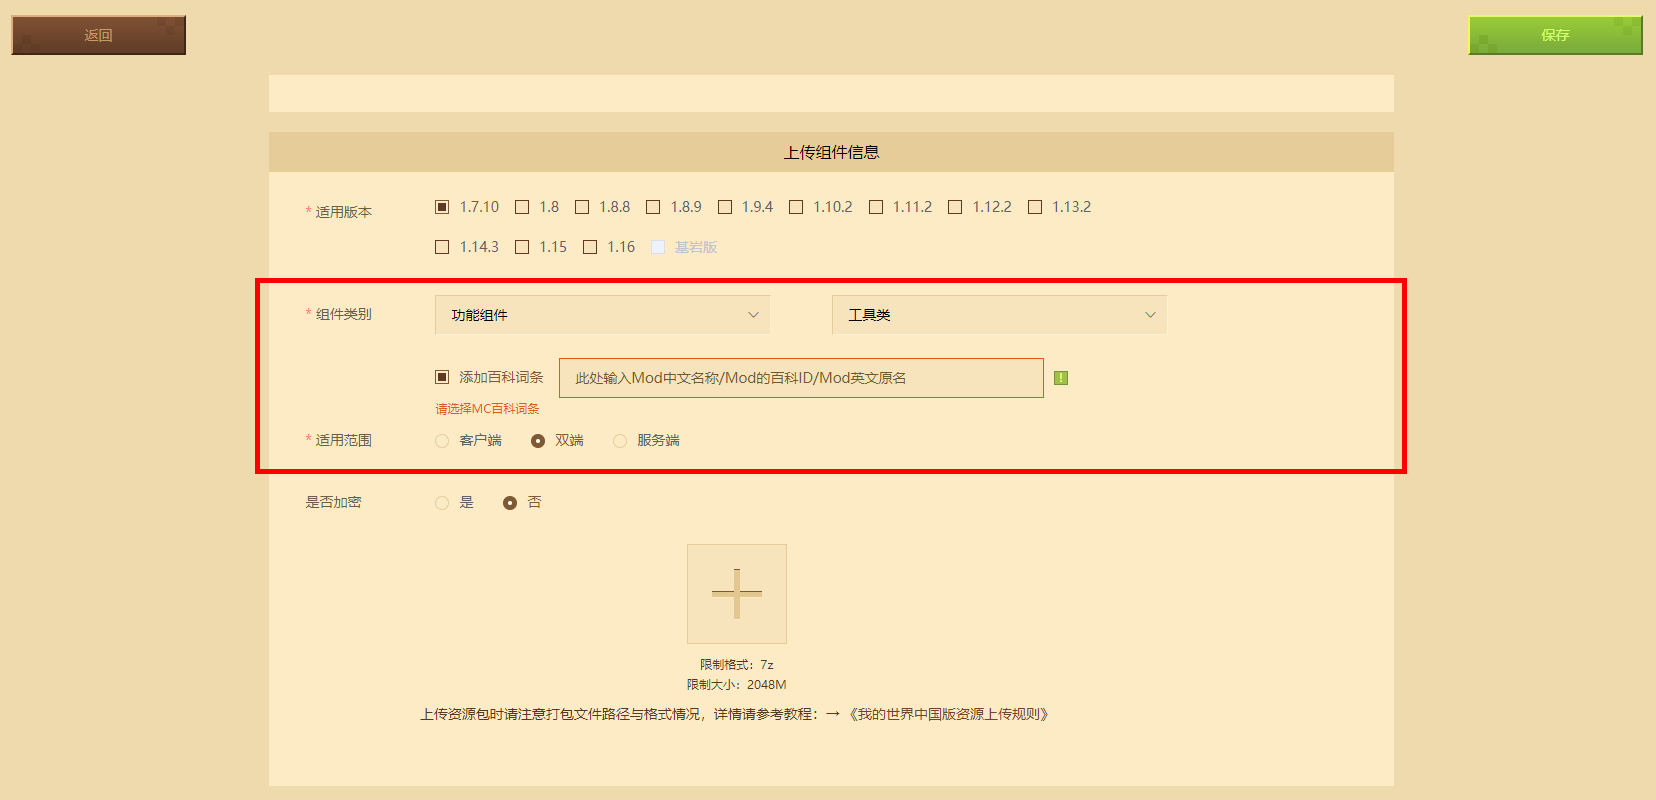 返回
保存
上传组件信息
* 适用版本
1.7.10 1.8 1.8.8 1.8.9 1.9.4 1.10.2 1.11.2 1.12.2 1.13.2
1.14.3 1.15 1.16 基岩版
* 组件类别 功能组件 工具类
添加百科词条 此处输入Mod中文名称/Mod的百科ID/Mod英文原名 !
请选择MC百科词条
* 适用范围 客户端 双端 服务端
是否加密 是 否
限制格式：7z
限制大小：2048M
上传资源包时请注意打包文件路径与格式情况，详情请参考教程：→ 《我的世界中国版资源上传规则》